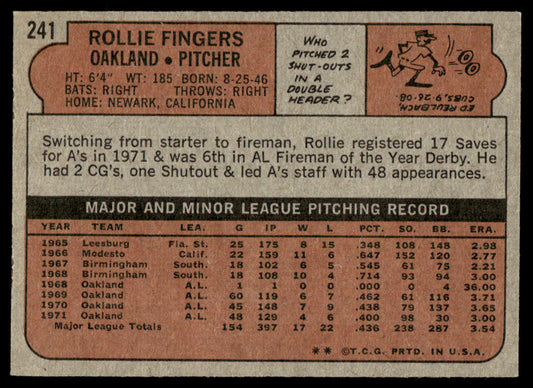 241
ROLLIE FINGERS
OAKLAND • PITCHER
HT: 6'4" WT: 185 BORN: 8-25-46
BATS: RIGHT THROWS: RIGHT
HOME: NEWARK, CALIFORNIA
WHO
PITCHED 2
SHUT-OUTS
IN A
DOUBLE
HEADER?
ED REULBACH,
CUBS, 9-26-08.
Switching from starter to fireman, Rollie registered 17 Saves
for A's in 1971 & was 6th in AL Fireman of the Year Derby. He
had 2 CG's, one Shutout & led A's staff with 48 appearances.
MAJOR AND MINOR LEAGUE PITCHING RECORD
YEAR TEAM LEA. G IP W L PCT. SO. BB. ERA.
1965 Leesburg Fla. St. 25 175 8 15 .348 108 148 2.98
1966 Modesto Calif. 22 159 11 6 .647 152 120 2.77
1967 Birmingham South. 18 102 6 5 .545 61 75 2.21
1968 Birmingham South. 18 108 10 4 .714 93 94 3.00
1968 Oakland A.L. 1 1 0 0 .000 0 4 36.00
1969 Oakland A.L. 60 119 6 7 .462 61 116 3.71
1970 Oakland A.L. 45 148 7 9 .438 79 137 3.65
1971 Oakland A.L. 48 129 4 6 .400 98 30 3.00
Major League Totals 154 397 17 22 .436 238 287 3.54
** ©T.C.G. PRTD. IN U.S.A.